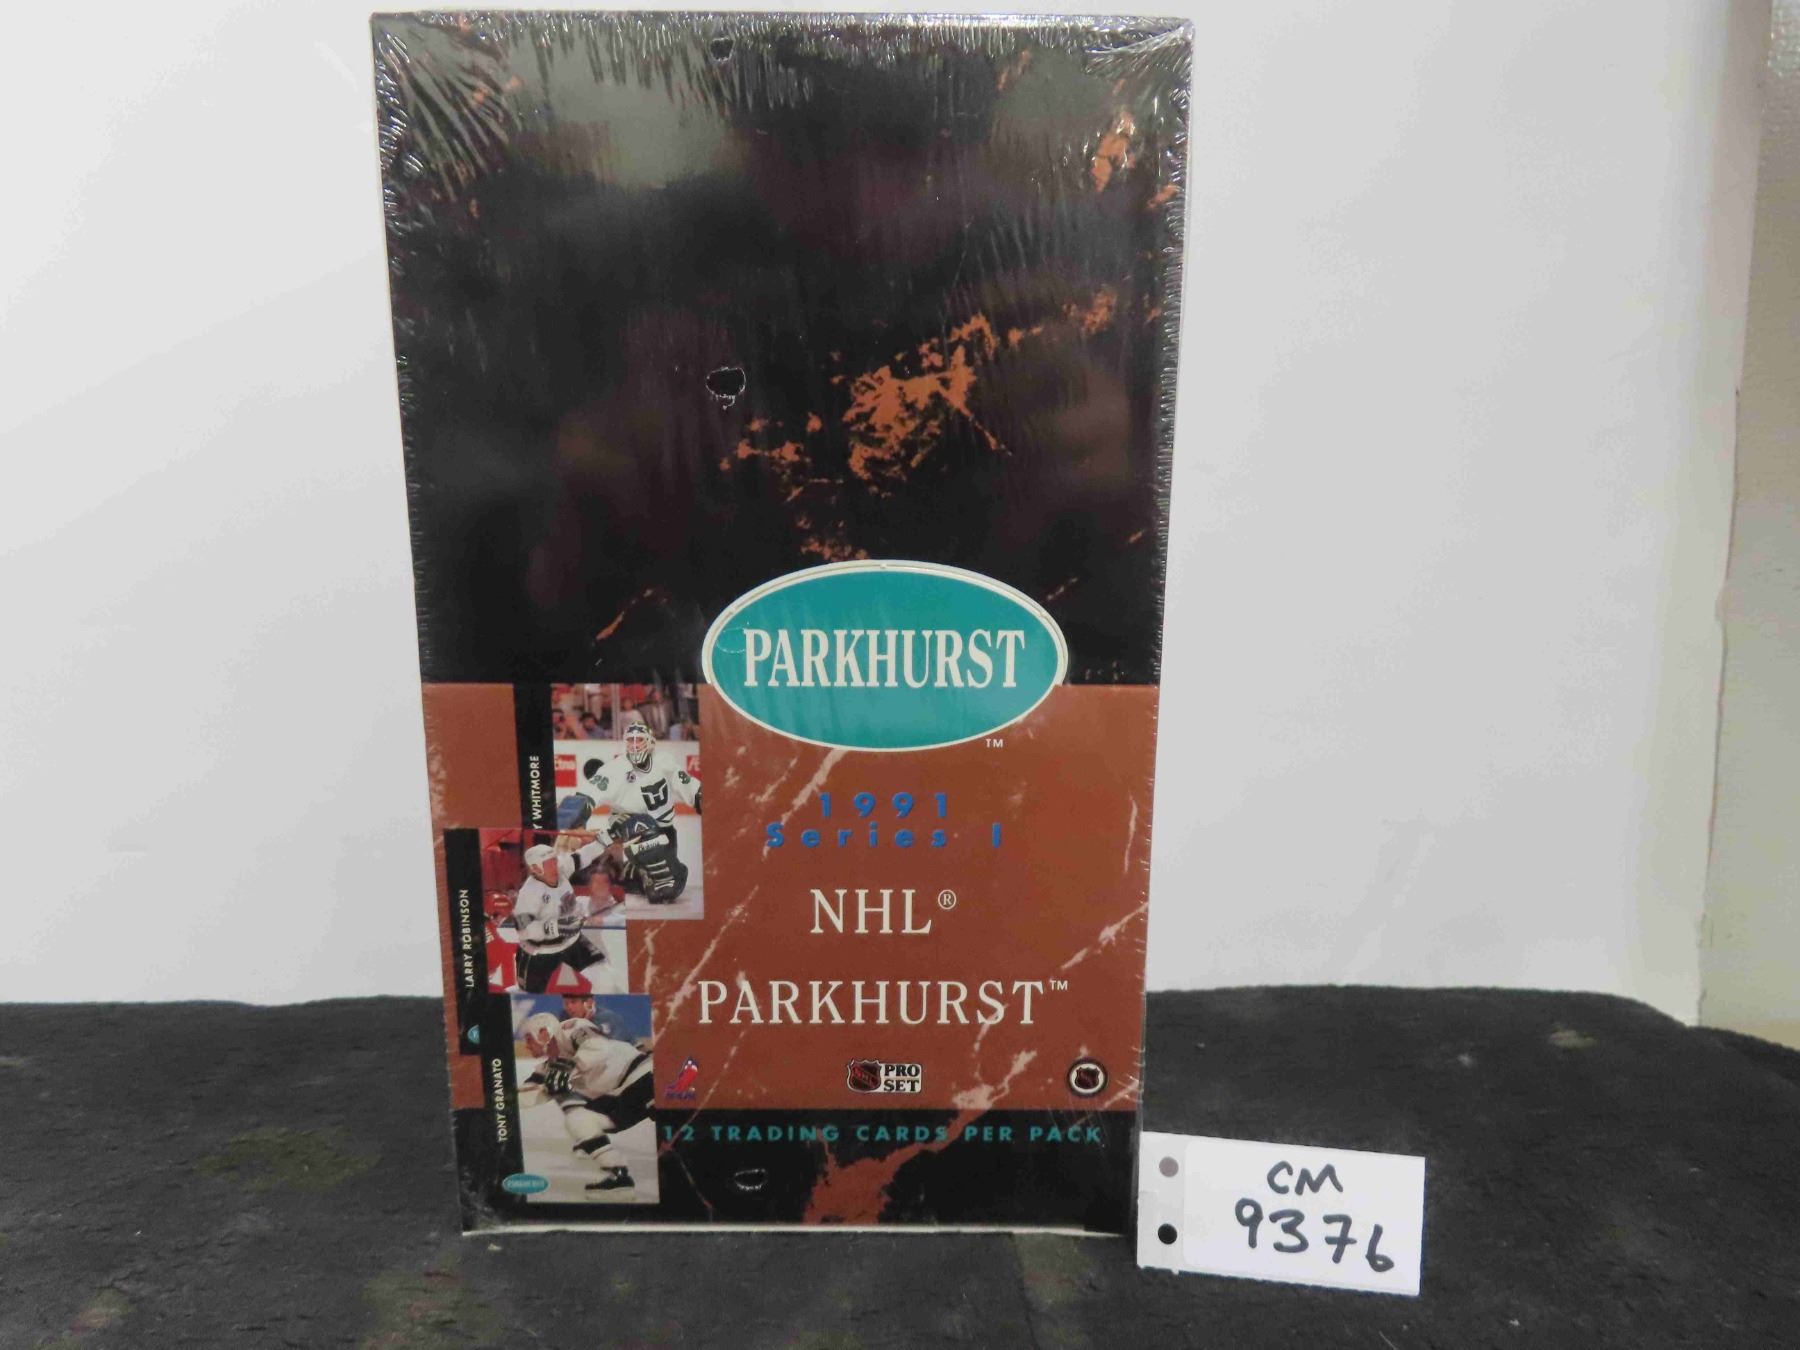 PARKHURST
TM
1991
Series I
NHL®
PARKHURST™
Y WHITMORE
LARRY ROBINSON
TONY GRANATO
PRO
SET
12 TRADING CARDS PER PACK
PARKHURST
CM
9376